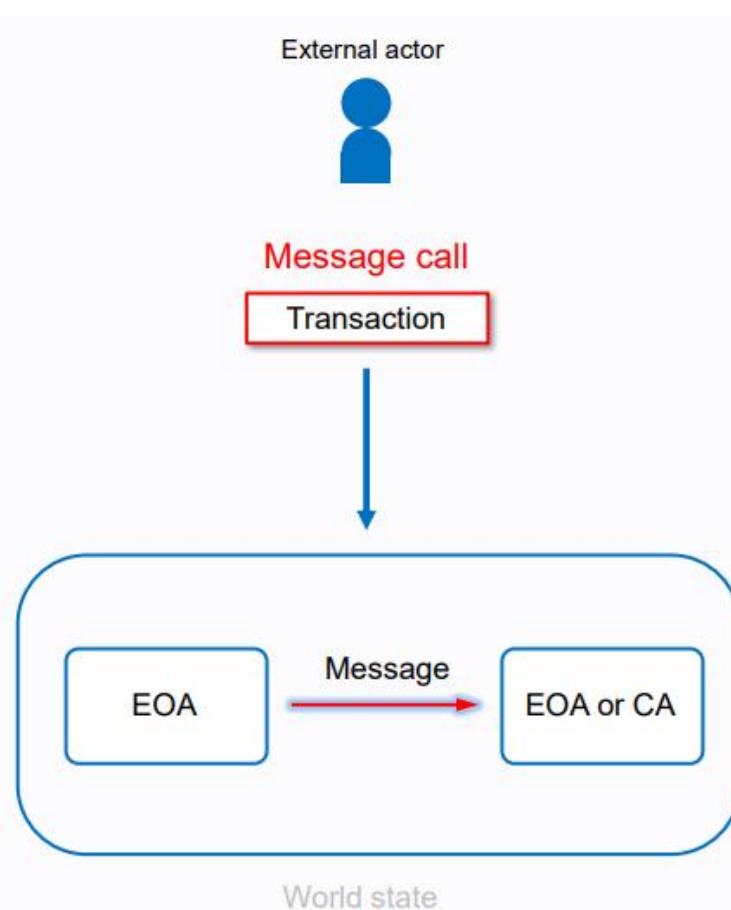 External actor
Message call
Transaction
Message
EOA
EOA or CA
World state